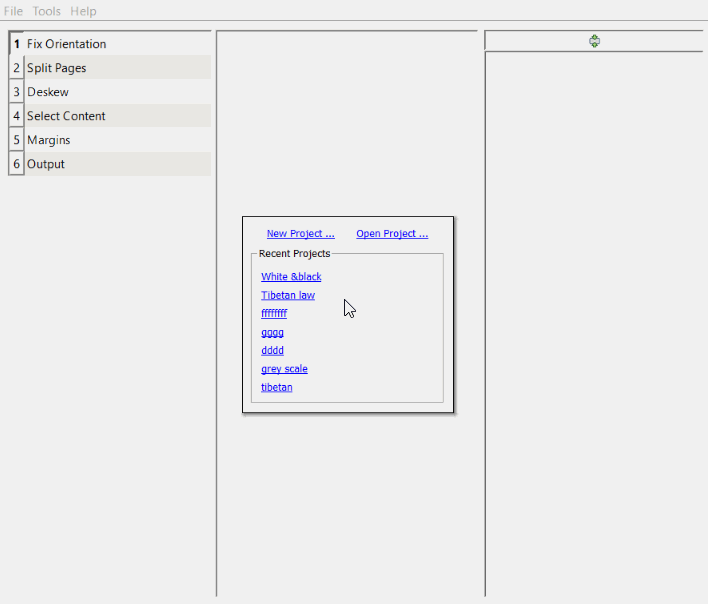 File Tools Help
1 Fix Orientation
2 Split Pages
3 Deskew
4 Select Content
5 Margins
6 Output
New Project ... Open Project ...
Recent Projects
White &black
Tibetan law
ffffffff
gggg
dddd
grey scale
tibetan